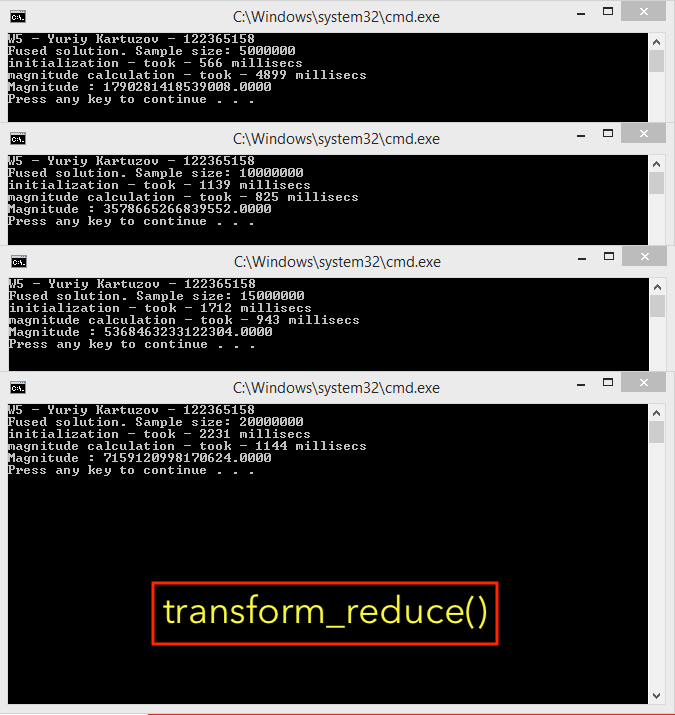 C:\Windows\system32\cmd.exe
W5 - Yuriy Kartuzov - 122365158
Fused solution. Sample size: 5000000
initialization - took - 566 millisecs
magnitude calculation - took - 4899 millisecs
Magnitude : 1790281418539008.0000
Press any key to continue . . .
C:\Windows\system32\cmd.exe
W5 - Yuriy Kartuzov - 122365158
Fused solution. Sample size: 10000000
initialization - took - 1139 millisecs
magnitude calculation - took - 825 millisecs
Magnitude : 3578665266839552.0000
Press any key to continue . . .
C:\Windows\system32\cmd.exe
W5 - Yuriy Kartuzov - 122365158
Fused solution. Sample size: 15000000
initialization - took - 1712 millisecs
magnitude calculation - took - 943 millisecs
Magnitude : 5368463233122304.0000
Press any key to continue . . .
C:\Windows\system32\cmd.exe
W5 - Yuriy Kartuzov - 122365158
Fused solution. Sample size: 20000000
initialization - took - 2231 millisecs
magnitude calculation - took - 1144 millisecs
Magnitude : 7159120998170624.0000
Press any key to continue . . .
transform_reduce()